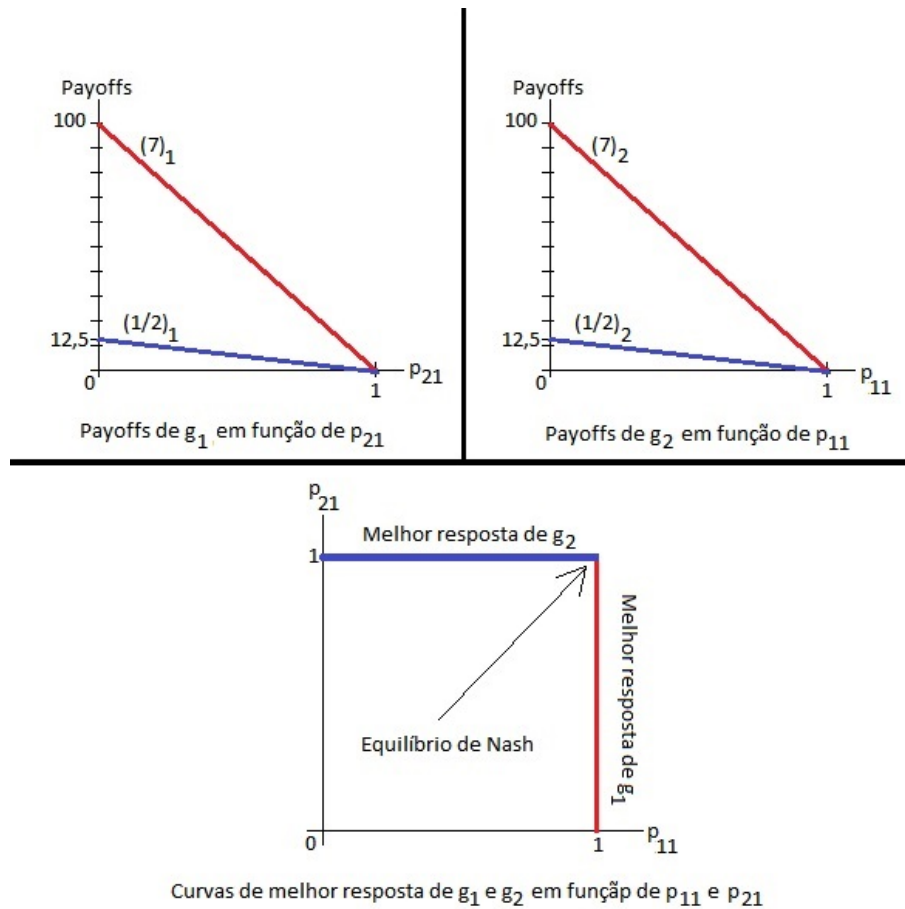 Payoffs
100
(7)1
12,5
(1/2)1
0
1
p21
Payoffs de g1 em função de p21
Payoffs
100
(7)2
12,5
(1/2)2
0
1
p11
Payoffs de g2 em função de p11
p21
Melhor resposta de g2
1
Melhor resposta de g1
Equilíbrio de Nash
0
1
p11
Curvas de melhor resposta de g1 e g2 em funçãp de p11 e p21